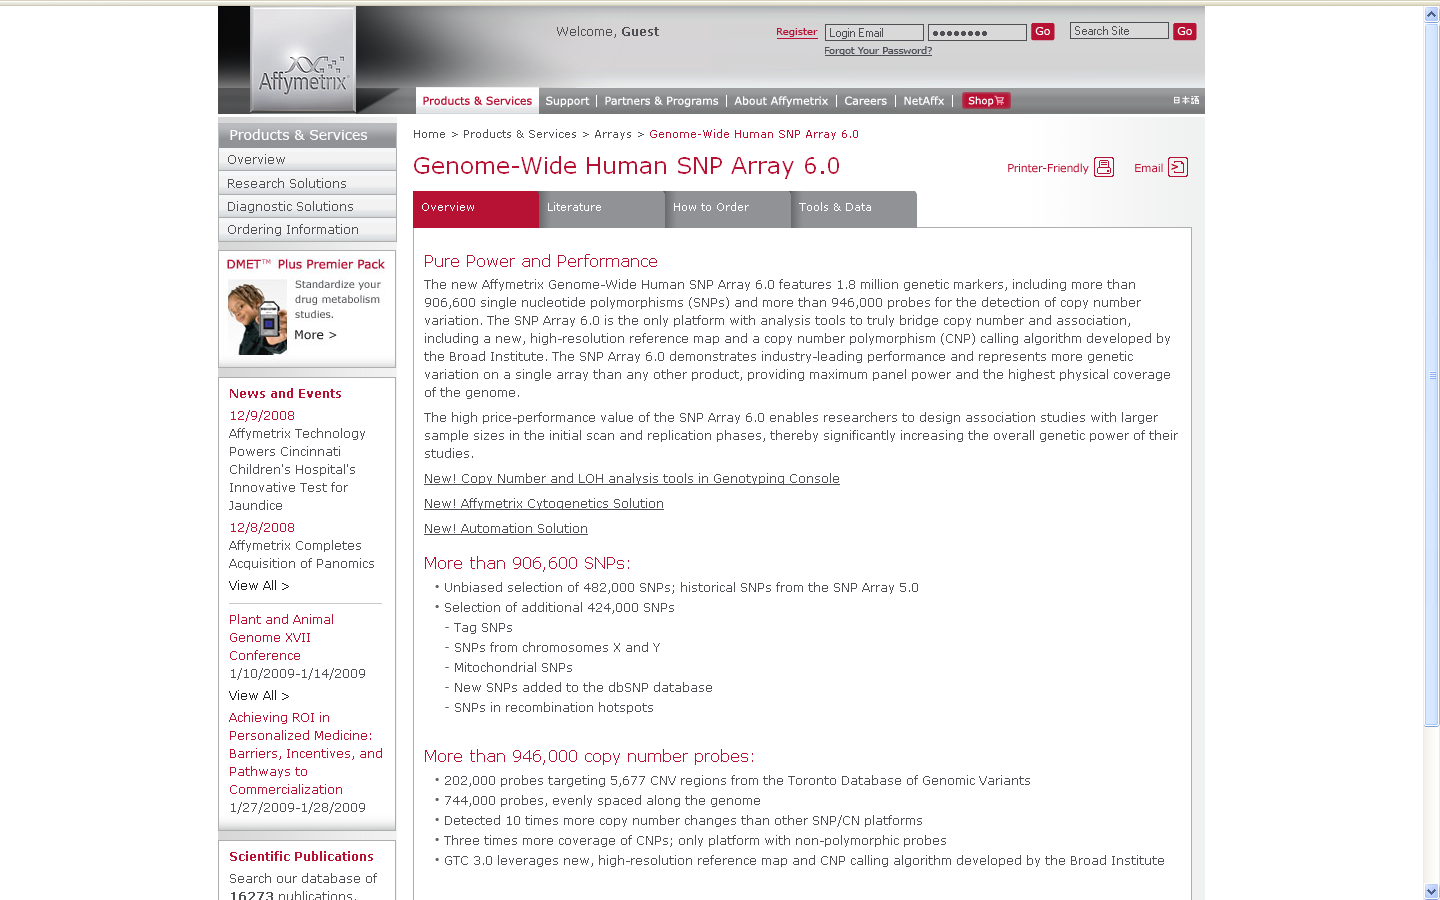 Affymetrix
Welcome, Guest
Register
Login Email
••••••••
Go
Search Site
Go
Forgot Your Password?
Products & Services
Support
Partners & Programs
About Affymetrix
Careers
NetAffx
Shop
日本語
Products & Services
Overview
Research Solutions
Diagnostic Solutions
Ordering Information
DMET™ Plus Premier Pack
Standardize your
drug metabolism
studies.
More >
News and Events
12/9/2008
Affymetrix Technology
Powers Cincinnati
Children's Hospital's
Innovative Test for
Jaundice
12/8/2008
Affymetrix Completes
Acquisition of Panomics
View All >
Plant and Animal
Genome XVII
Conference
1/10/2009-1/14/2009
View All >
Achieving ROI in
Personalized Medicine:
Barriers, Incentives, and
Pathways to
Commercialization
1/27/2009-1/28/2009
Scientific Publications
Search our database of
16273 publications.
Home > Products & Services > Arrays > Genome-Wide Human SNP Array 6.0
Genome-Wide Human SNP Array 6.0
Printer-Friendly
Email
Overview
Literature
How to Order
Tools & Data
Pure Power and Performance
The new Affymetrix Genome-Wide Human SNP Array 6.0 features 1.8 million genetic markers, including more than
906,600 single nucleotide polymorphisms (SNPs) and more than 946,000 probes for the detection of copy number
variation. The SNP Array 6.0 is the only platform with analysis tools to truly bridge copy number and association,
including a new, high-resolution reference map and a copy number polymorphism (CNP) calling algorithm developed by
the Broad Institute. The SNP Array 6.0 demonstrates industry-leading performance and represents more genetic
variation on a single array than any other product, providing maximum panel power and the highest physical coverage
of the genome.
The high price-performance value of the SNP Array 6.0 enables researchers to design association studies with larger
sample sizes in the initial scan and replication phases, thereby significantly increasing the overall genetic power of their
studies.
New! Copy Number and LOH analysis tools in Genotyping Console
New! Affymetrix Cytogenetics Solution
New! Automation Solution
More than 906,600 SNPs:
• Unbiased selection of 482,000 SNPs; historical SNPs from the SNP Array 5.0
• Selection of additional 424,000 SNPs
- Tag SNPs
- SNPs from chromosomes X and Y
- Mitochondrial SNPs
- New SNPs added to the dbSNP database
- SNPs in recombination hotspots
More than 946,000 copy number probes:
• 202,000 probes targeting 5,677 CNV regions from the Toronto Database of Genomic Variants
• 744,000 probes, evenly spaced along the genome
• Detected 10 times more copy number changes than other SNP/CN platforms
• Three times more coverage of CNPs; only platform with non-polymorphic probes
• GTC 3.0 leverages new, high-resolution reference map and CNP calling algorithm developed by the Broad Institute